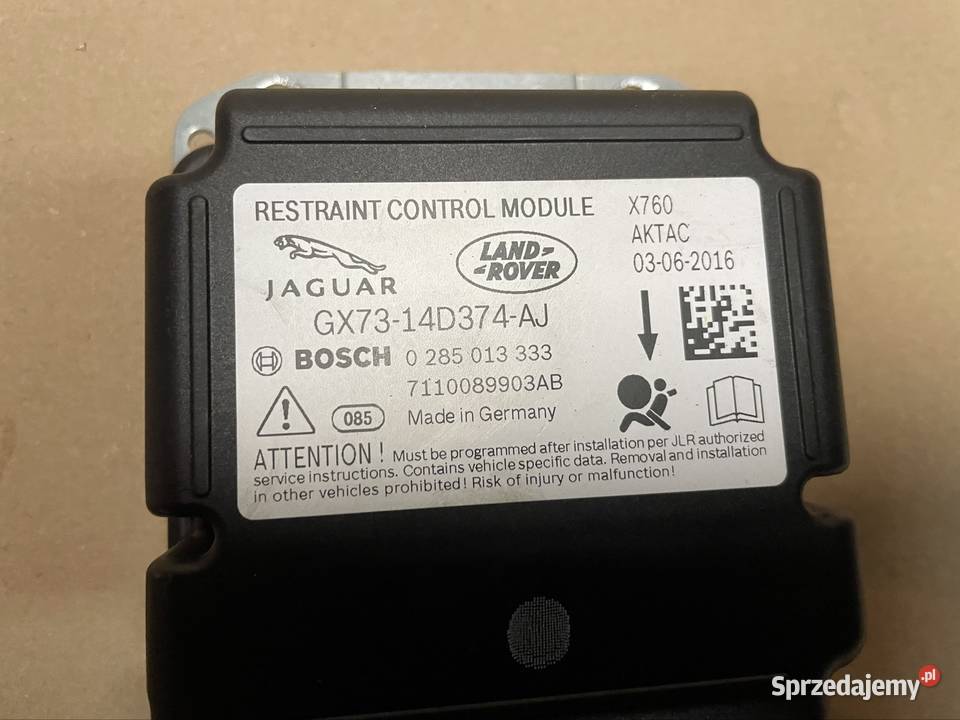 RESTRAINT CONTROL MODULE
X760
AKTAC
03-06-2016
JAGUAR
LAND-
-ROVER
GX73-14D374-AJ
BOSCH 0 285 013 333
7110089903AB
085 Made in Germany
ATTENTION! Must be programmed after installation per JLR authorized
service instructions. Contains vehicle specific data. Removal and installation
in other vehicles prohibited! Risk of injury or malfunction!
Sprzedajemy.pl